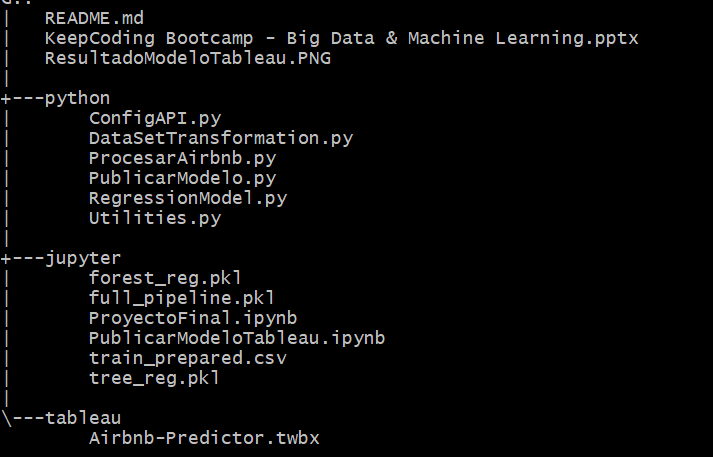 |   README.md
|   KeepCoding Bootcamp - Big Data & Machine Learning.pptx
|   ResultadoModeloTableau.PNG
|
+---python
|       ConfigAPI.py
|       DataSetTransformation.py
|       ProcesarAirbnb.py
|       PublicarModelo.py
|       RegressionModel.py
|       Utilities.py
|
+---jupyter
|       forest_reg.pkl
|       full_pipeline.pkl
|       ProyectoFinal.ipynb
|       PublicarModeloTableau.ipynb
|       train_prepared.csv
|       tree_reg.pkl
|
\---tableau
        Airbnb-Predictor.twbx